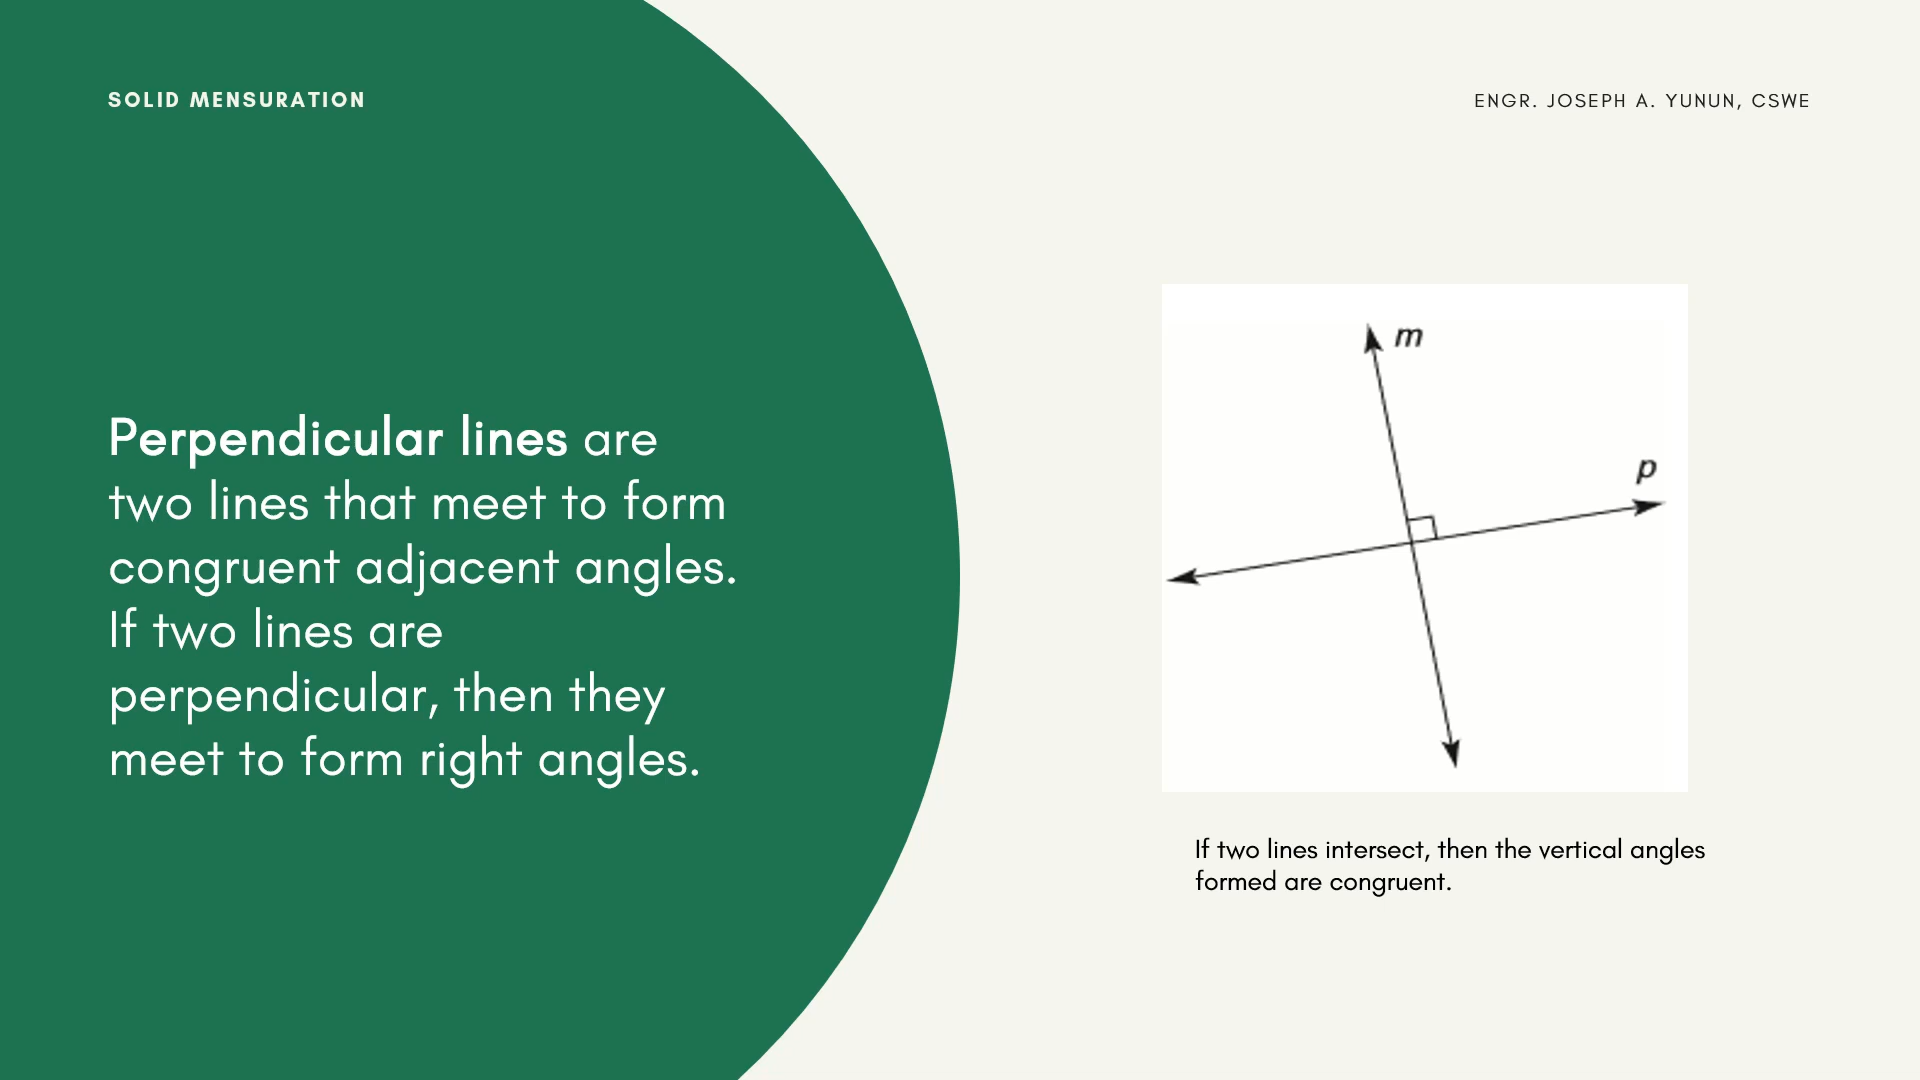 SOLID MENSURATION
ENGR. JOSEPH A. YUNUN, CSWE
Perpendicular lines are
two lines that meet to form
congruent adjacent angles.
If two lines are
perpendicular, then they
meet to form right angles.
m
p
If two lines intersect, then the vertical angles
formed are congruent.